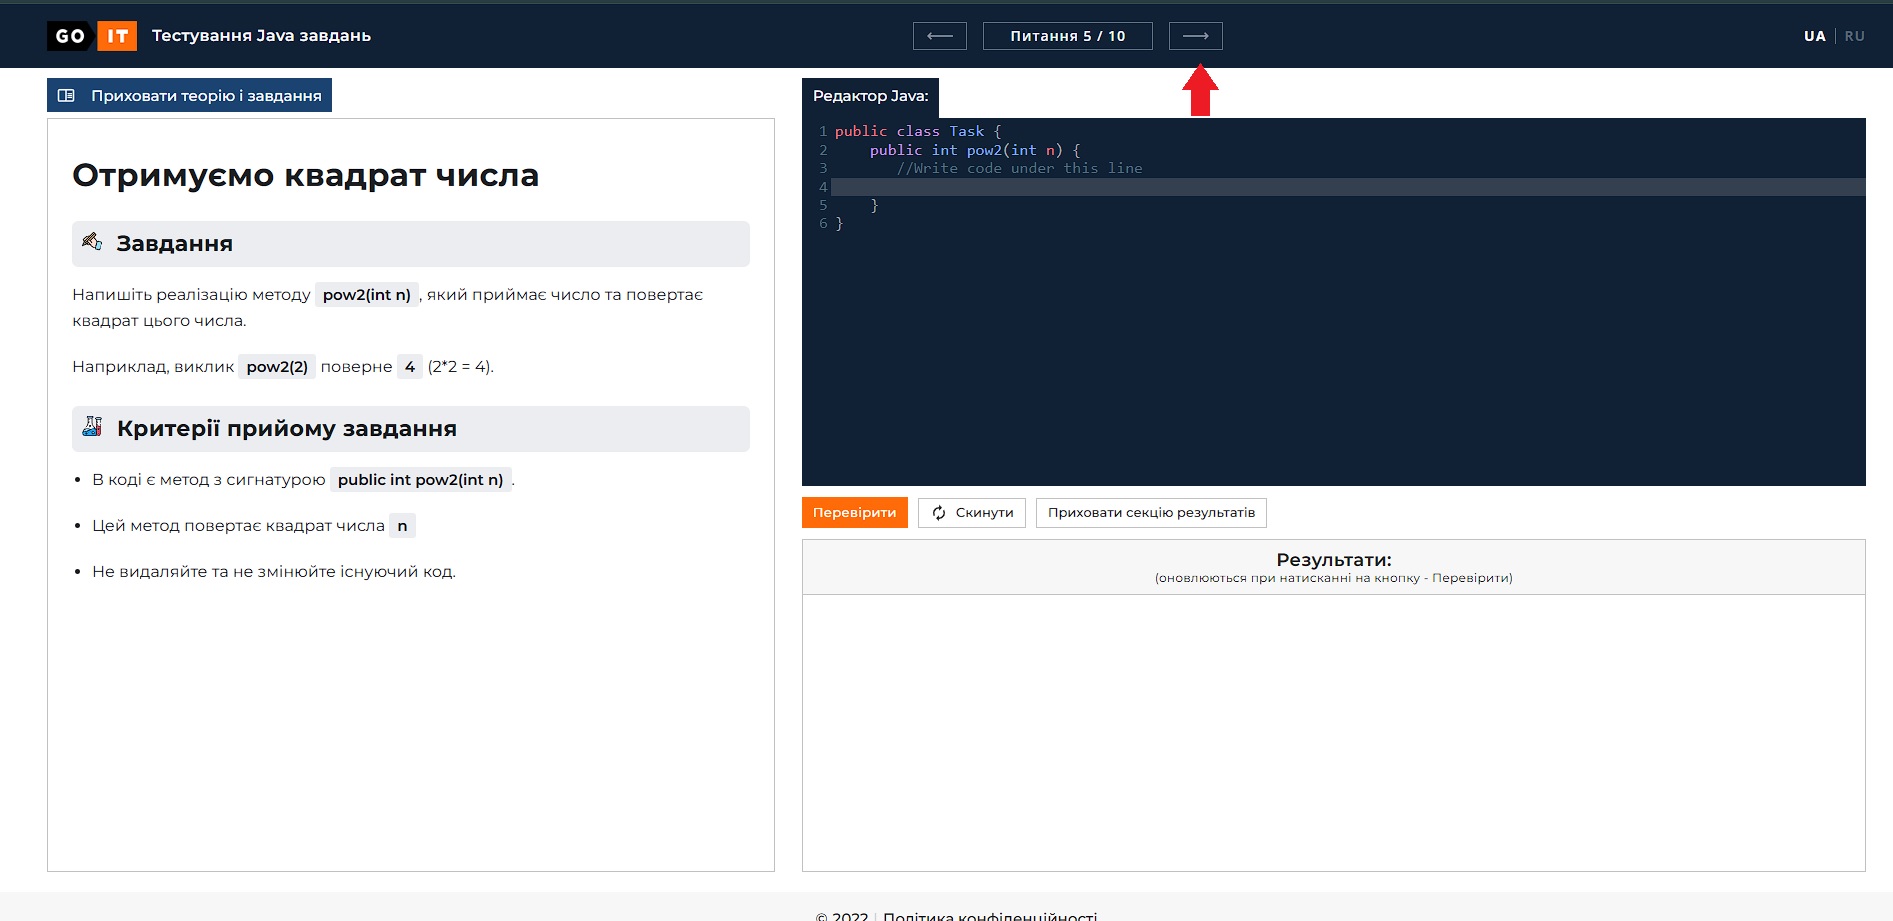 GO IT Тестування Java завдань
Питання 5 / 10
UA RU
Приховати теорію і завдання
Отримуємо квадрат числа
Завдання
Напишіть реалізацію методу pow2(int n) , який приймає число та повертає
квадрат цього числа.
Наприклад, виклик pow2(2) поверне 4 (2*2 = 4).
Критерії прийому завдання
• В коді є метод з сигнатурою public int pow2(int n) .
• Цей метод повертає квадрат числа n
• Не видаляйте та не змінюйте існуючий код.
Редактор Java:
1 public class Task {
2 public int pow2(int n) {
3 //Write code under this line
4
5 }
6 }
Перевірити Скинути Приховати секцію результатів
Результати:
(оновлюються при натисканні на кнопку - Перевірити)
© 2022 | Політика конфіденційності